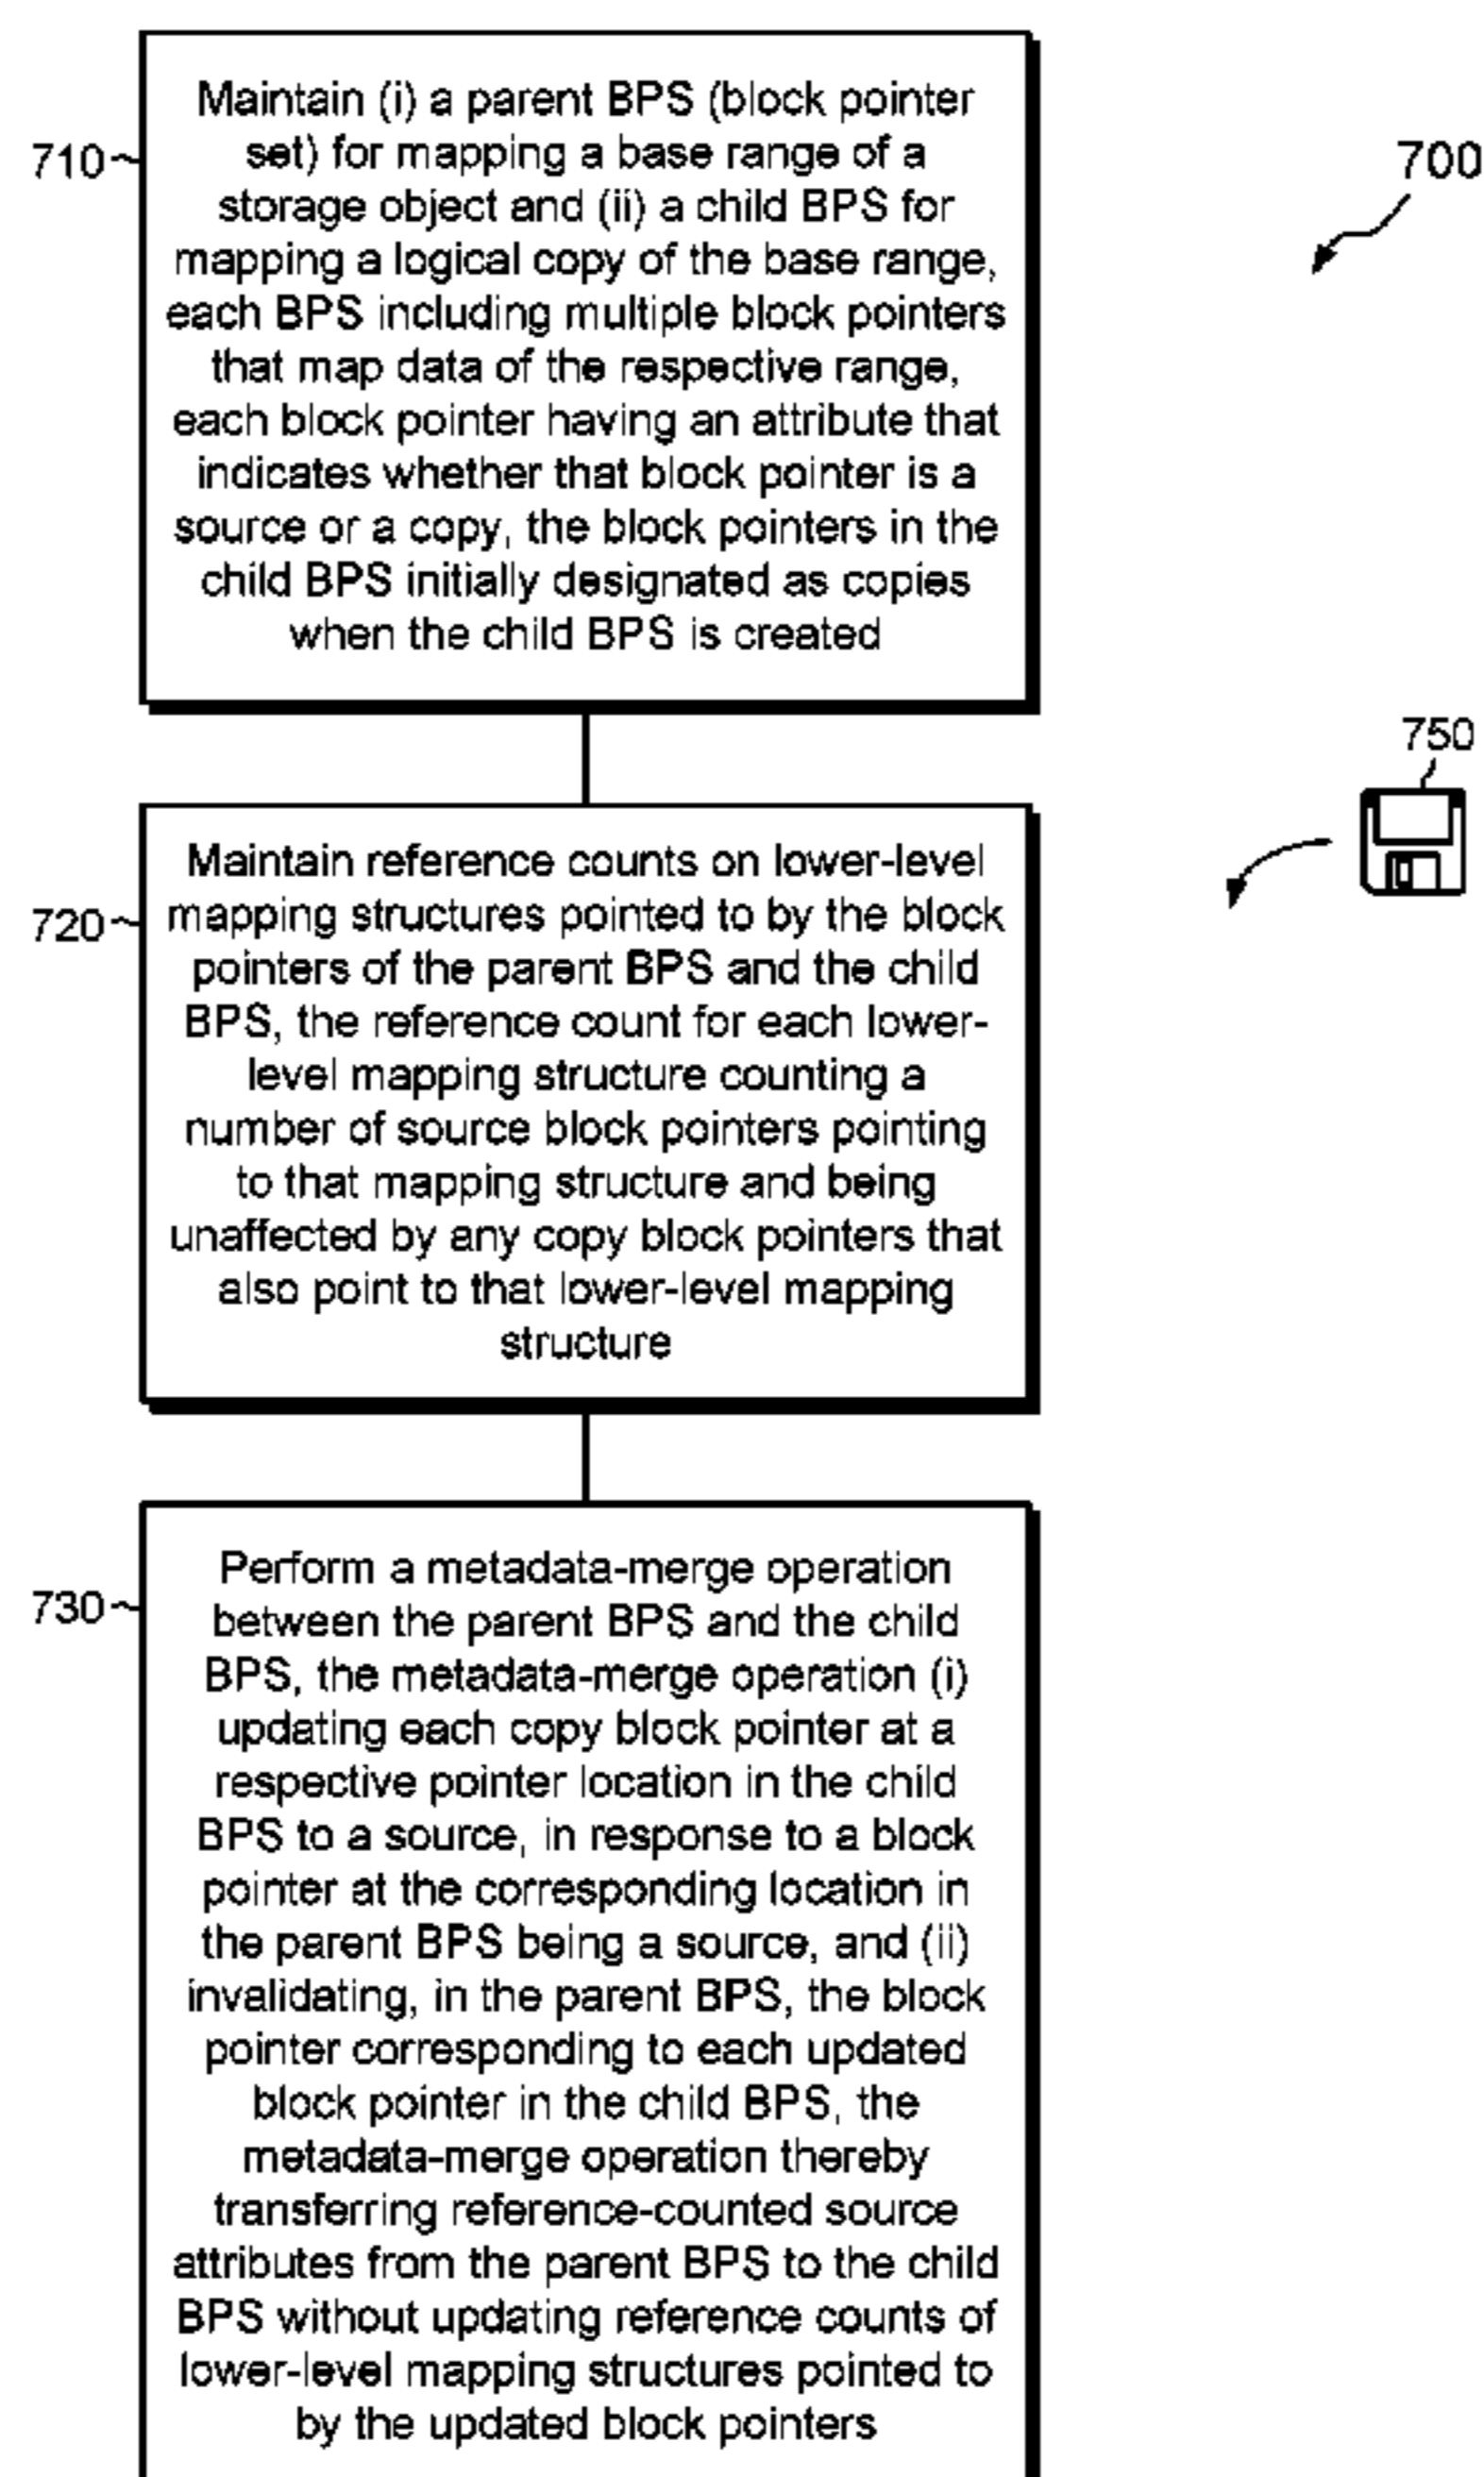 Maintain (i) a parent BPS (block pointer
set) for mapping a base range of a
storage object and (ii) a child BPS for
mapping a logical copy of the base range,
each BPS including multiple block pointers
that map data of the respective range,
each block pointer having an attribute that
indicates whether that block pointer is a
source or a copy, the block pointers in the
child BPS initially designated as copies
when the child BPS is created
710
700
750
Maintain reference counts on lower-level
mapping structures pointed to by the block
pointers of the parent BPS and the child
BPS, the reference count for each lower-
level mapping structure counting a
number of source block pointers pointing
to that mapping structure and being
unaffected by any copy block pointers that
also point to that lower-level mapping
structure
720
Perform a metadata-merge operation
between the parent BPS and the child
BPS, the metadata-merge operation (i)
updating each copy block pointer at a
respective pointer location in the child
BPS to a source, in response to a block
pointer at the corresponding location in
the parent BPS being a source, and (ii)
invalidating, in the parent BPS, the block
pointer corresponding to each updated
block pointer in the child BPS, the
metadata-merge operation thereby
transferring reference-counted source
attributes from the parent BPS to the child
BPS without updating reference counts of
lower-level mapping structures pointed to
by the updated block pointers
730